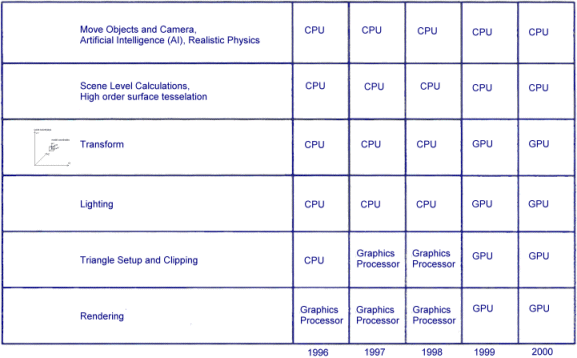 Move Objects and Camera,
Artificial Intelligence (AI), Realistic Physics
CPU CPU CPU CPU CPU
Scene Level Calculations,
High order surface tesselation
CPU CPU CPU CPU CPU
Transform CPU CPU CPU GPU GPU
Lighting CPU CPU CPU GPU GPU
Triangle Setup and Clipping CPU Graphics Processor Graphics Processor GPU GPU
Rendering Graphics Processor Graphics Processor Graphics Processor GPU GPU
1996 1997 1998 1999 2000